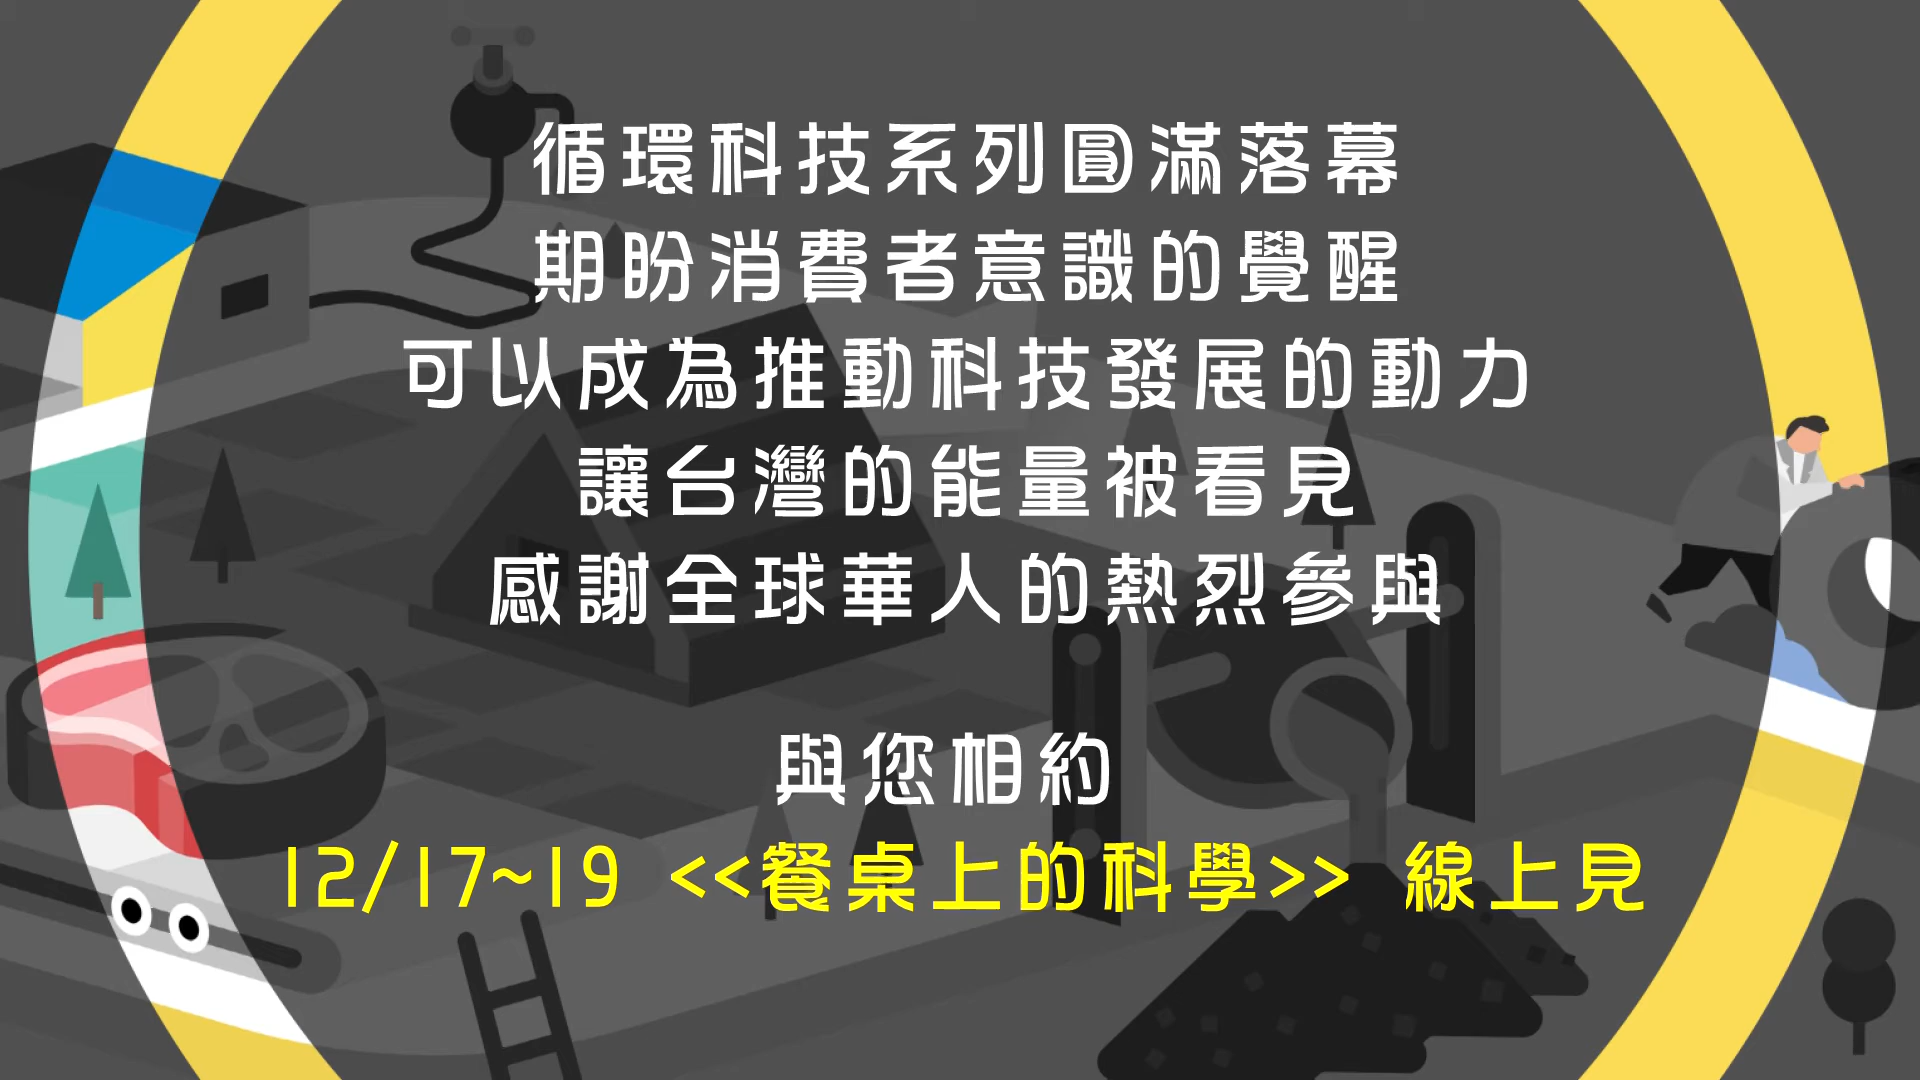 循環科技系列圓滿落幕
期盼消費者意識的覺醒
可以成為推動科技發展的動力
讓台灣的能量被看見
感謝全球華人的熱烈參與
與您相約
12/17~19 <<餐桌上的科學>> 線上見